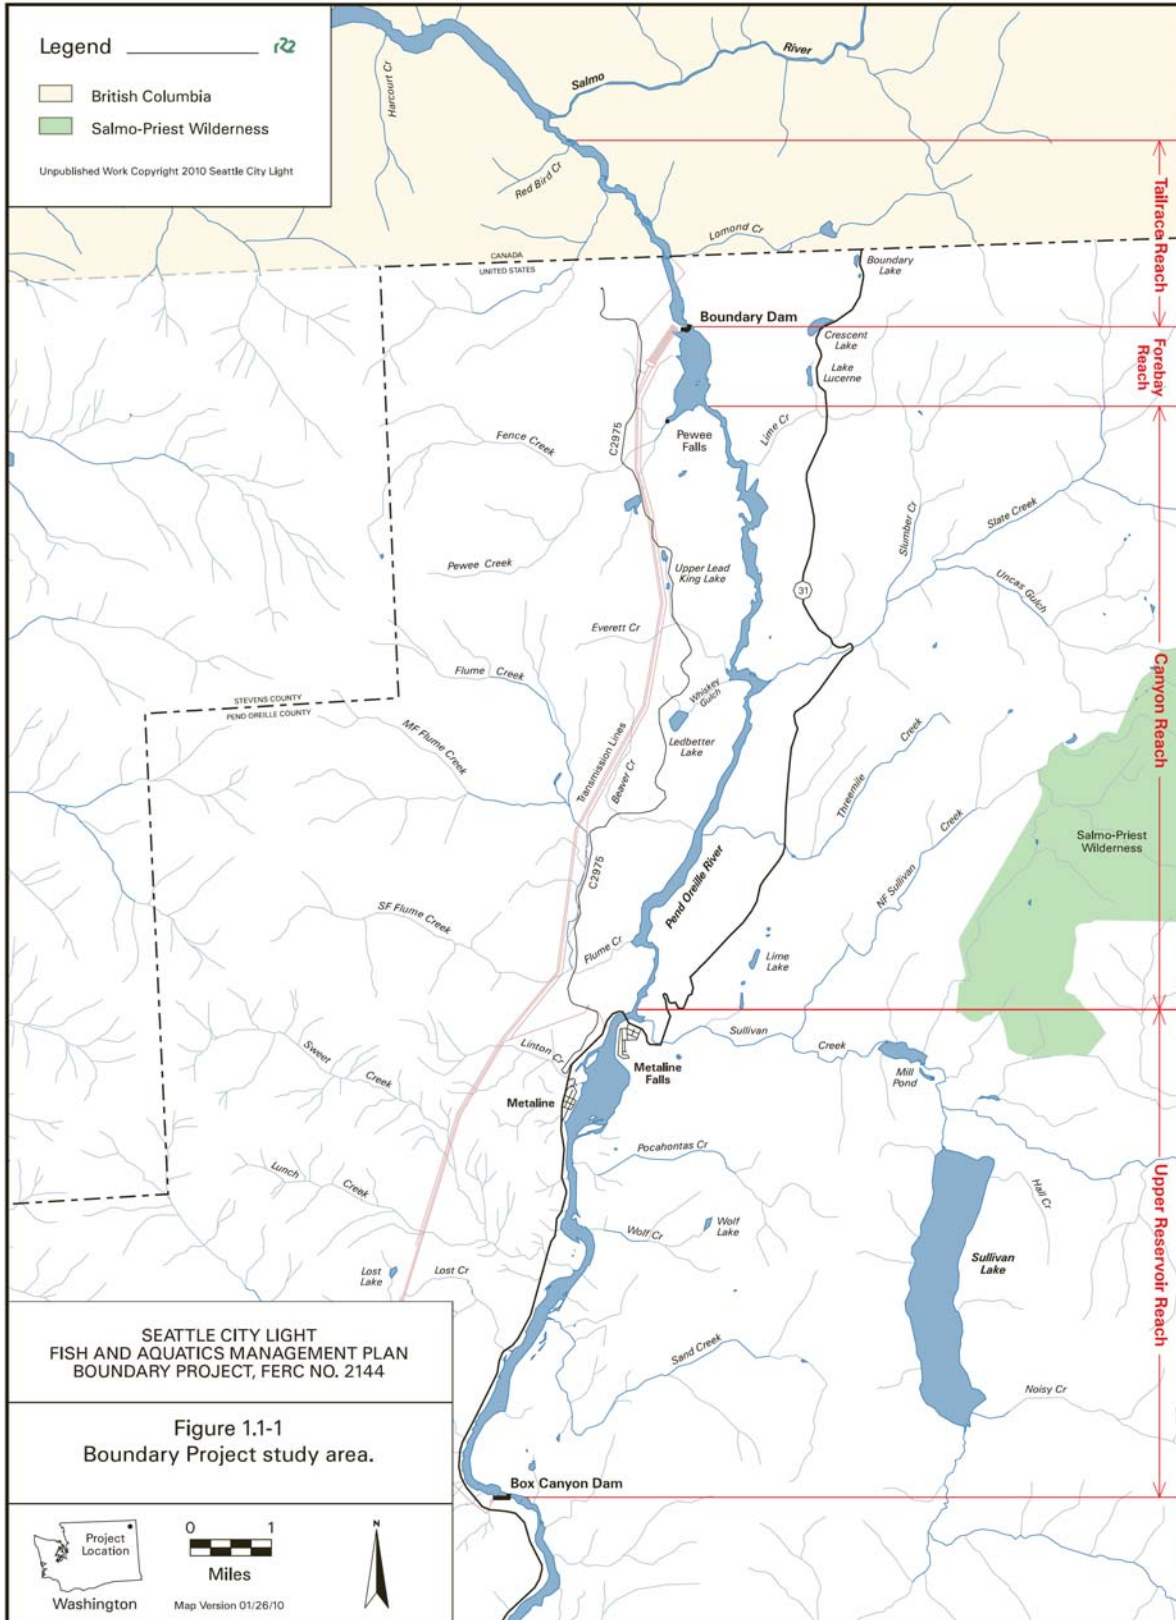 Legend
British Columbia
Salmo-Priest Wilderness
Unpublished Work Copyright 2010 Seattle City Light
Harcourt Cr
Salmo
River
Red Bird Cr
Lomond Cr
CANADA
UNITED STATES
Boundary
Lake
Tailrace Reach
Boundary Dam
Crescent
Lake
Forebay
Reach
Lake
Lucerne
Lime Cr
Pewee
Falls
Fence Creek
C2975
Slumber Cr
Slate Creek
Pewee Creek
Upper Lead
King Lake
Uncas Gulch
31
Everett Cr
Flume Creek
Whiskey
Gulch
STEVENS COUNTY
PEND OREILLE COUNTY
Canyon Reach
MF Flume Creek
Ledbetter
Lake
Transmission Lines
Beaver Cr
Threemile
Creek
Creek
NF Sullivan
Salmo-Priest
Wilderness
C2975
Pend Oreille River
SF Flume Creek
Flume Cr
Lime
Lake
Sullivan
Creek
Linton Cr
Sweet
Creek
Metaline
Falls
Mill
Pond
Metaline
Pocahontas Cr
Lunch
Creek
Hall Cr
Upper Reservoir Reach
Wolf Cr
Wolf
Lake
Sullivan
Lake
Lost
Lake
Lost Cr
Sand Creek
Noisy Cr
Box Canyon Dam
SEATTLE CITY LIGHT
FISH AND AQUATICS MANAGEMENT PLAN
BOUNDARY PROJECT, FERC NO. 2144
Figure 1.1-1
Boundary Project study area.
Project
Location
Washington
0 1
Miles
Map Version 01/26/10
N